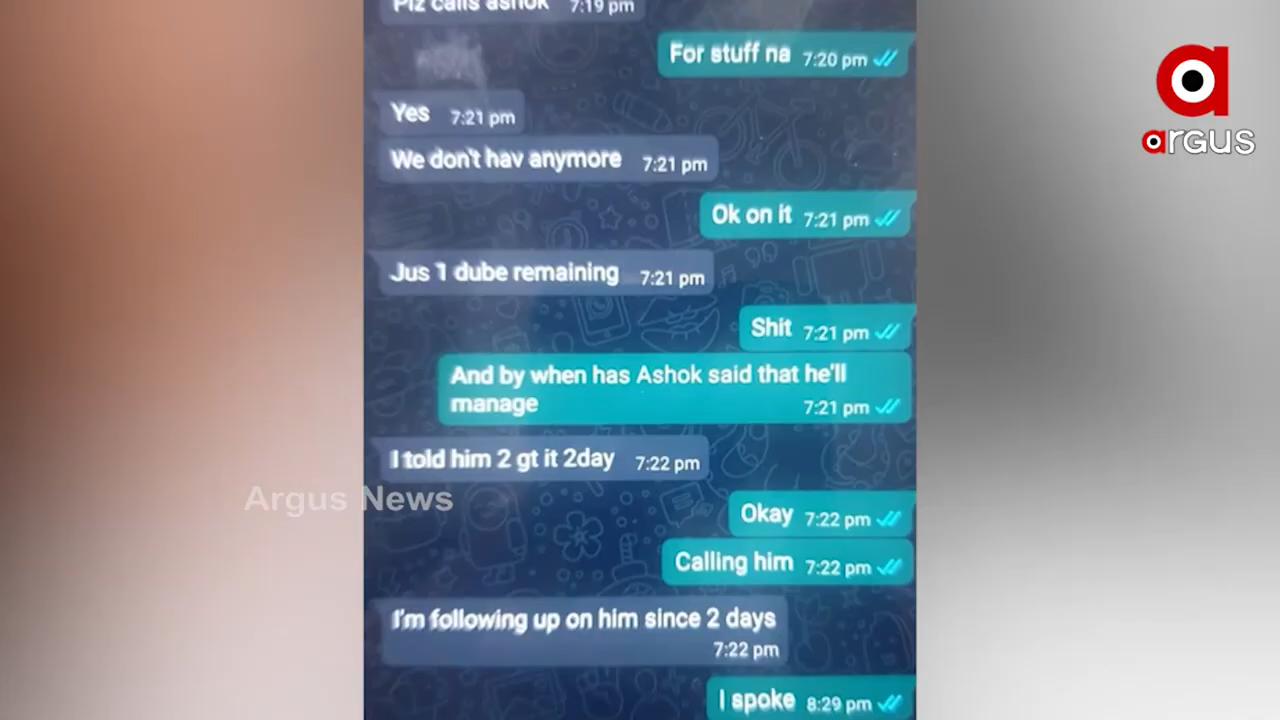 Plz calls ashok 7:19 pm
For stuff na 7:20 pm
Yes 7:21 pm
We don't hav anymore 7:21 pm
Ok on it 7:21 pm
Jus 1 dube remaining 7:21 pm
Shit 7:21 pm
And by when has Ashok said that he'll
manage 7:21 pm
I told him 2 gt it 2day 7:22 pm
Okay 7:22 pm
Calling him 7:22 pm
I'm following up on him since 2 days
7:22 pm
I spoke 8:29 pm
Argus News
argus